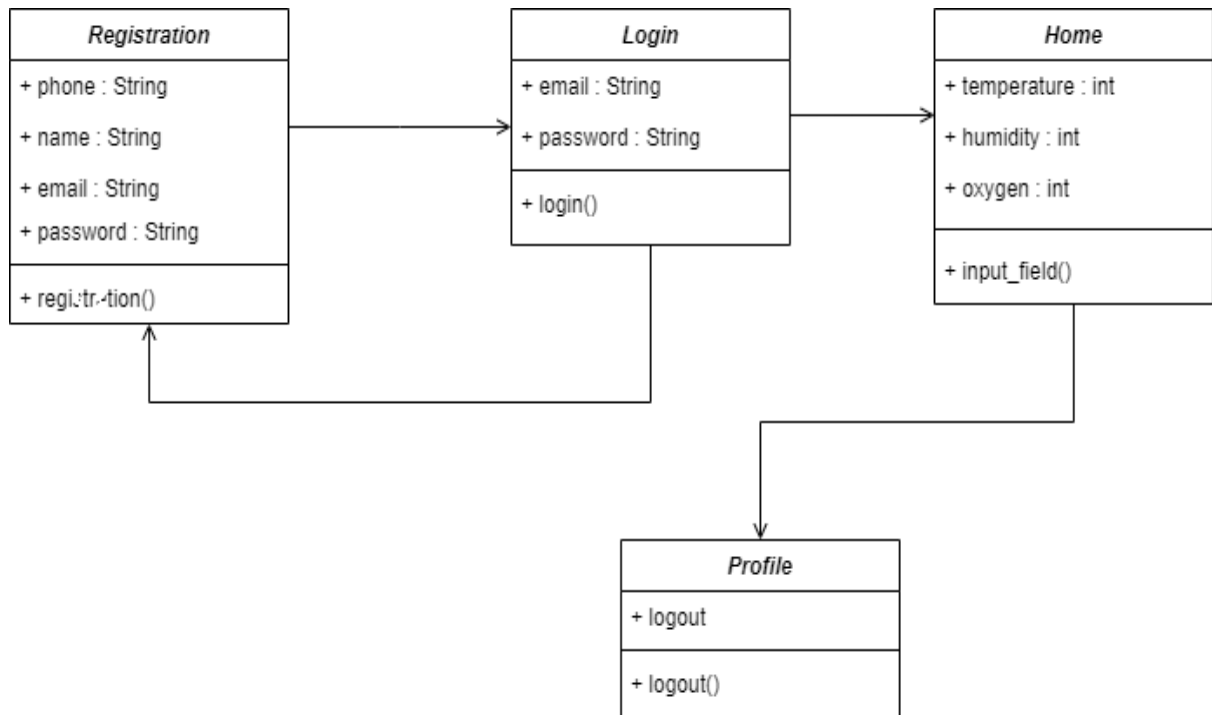 Registration
+ phone : String
+ name : String
+ email : String
+ password : String
Login
+ email : String
+ password : String
+ login()
Home
+ temperature : int
+ humidity : int
+ oxygen : int
+ input_field()
Profile
+ logout
+ logout()